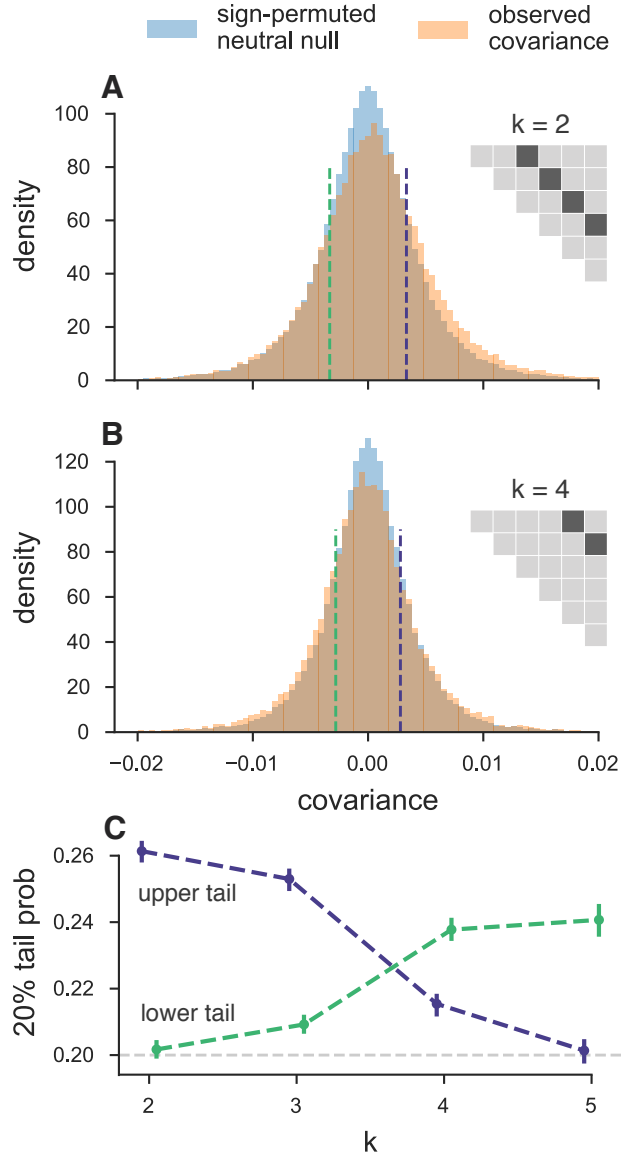 sign-permuted
neutral null
observed
covariance
A
k = 2
density
100
80
60
40
20
0
B
k = 4
density
120
100
80
60
40
20
0
−0.02 −0.01 0.00 0.01 0.02
covariance
C
20% tail prob
0.26
0.24
0.22
0.20
upper tail
lower tail
2 3 4 5
k